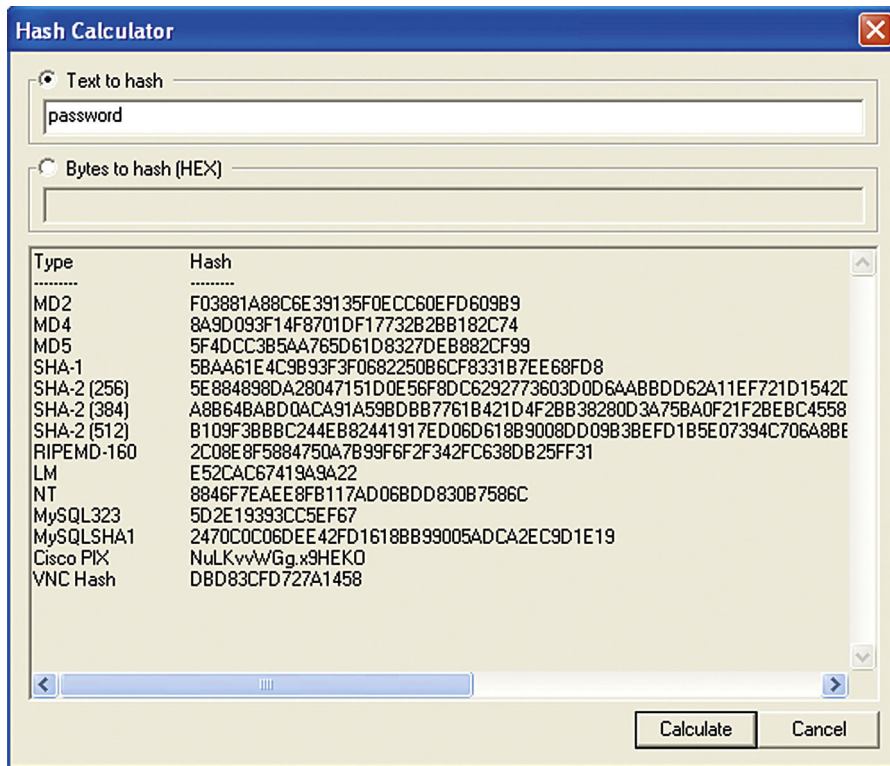 Hash Calculator
Text to hash
password
Bytes to hash (HEX)
Type Hash
--------- ---------
MD2 F03881A88C6E39135F0ECC60EFD609B9
MD4 8A9D093F14F8701DF17732B2BB182C74
MD5 5F4DCC3B5AA765D61D8327DEB882CF99
SHA-1 5BAA61E4C9B93F3F0682250B6CF8331B7EE68FD8
SHA-2 (256) 5E884898DA28047151D0E56F8DC6292773603D0D6AABBDD62A11EF721D1542D
SHA-2 (384) A8B64BABD0ACA91A59BDBB7761B421D4F2BB38280D3A75BA0F21F2BEBC4558
SHA-2 (512) B109F3BBBC244EB82441917ED06D618B9008DD09B3BEFD1B5E07394C706A8BB
RIPEMD-160 2C08E8F5884750A7B99F6F2F342FC638DB25FF31
LM E52CAC67419A9A22
NT 8846F7EAEE8FB117AD06BDD830B7586C
MySQL323 5D2E19393CC5EF67
MySQLSHA1 2470C0C06DEE42FD1618BB99005ADCA2EC9D1E19
Cisco PIX NuLKvvWGg.x9HEKO
VNC Hash DBD83CFD727A1458
Calculate Cancel